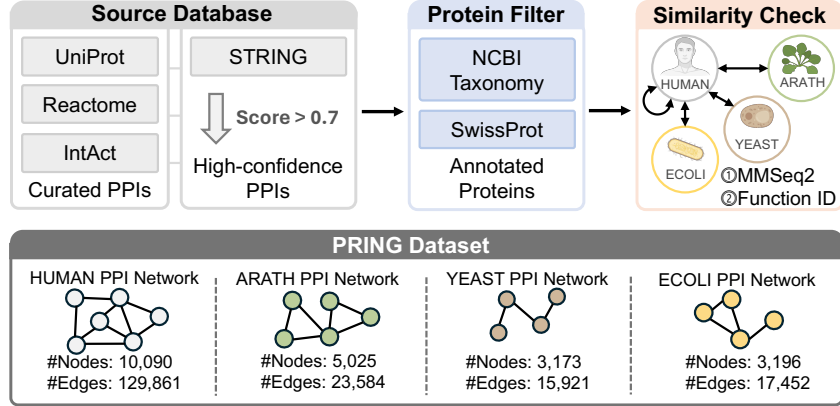 Source Database
UniProt
Reactome
IntAct
Curated PPIs
STRING
Score > 0.7
High-confidence
PPIs
Protein Filter
NCBI
Taxonomy
SwissProt
Annotated
Proteins
Similarity Check
HUMAN
ARATH
YEAST
ECOLI
①MMSeq2
②Function ID
PRING Dataset
HUMAN PPI Network
#Nodes: 10,090
#Edges: 129,861
ARATH PPI Network
#Nodes: 5,025
#Edges: 23,584
YEAST PPI Network
#Nodes: 3,173
#Edges: 15,921
ECOLI PPI Network
#Nodes: 3,196
#Edges: 17,452